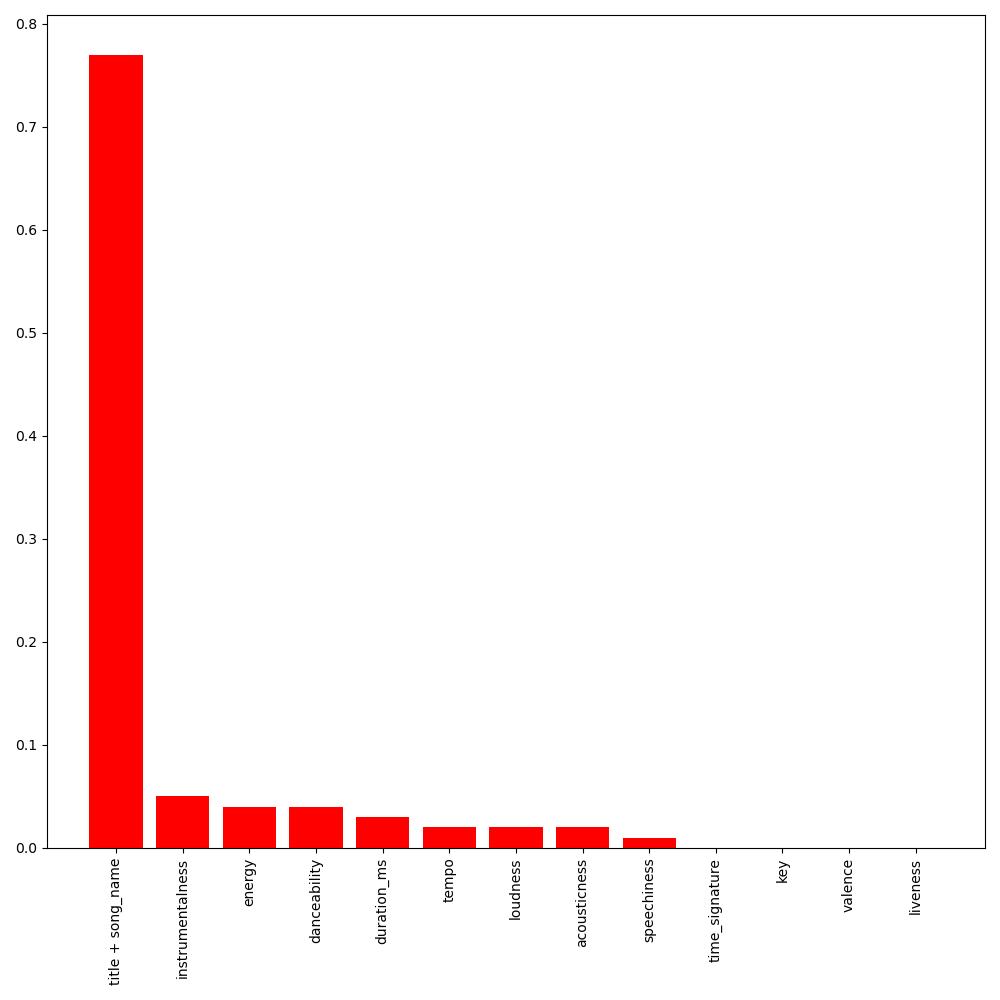 0.8
0.7
0.6
0.5
0.4
0.3
0.2
0.1
0.0
title + song_name
instrumentalness
energy
danceability
duration_ms
tempo
loudness
acousticness
speechiness
time_signature
key
valence
liveness